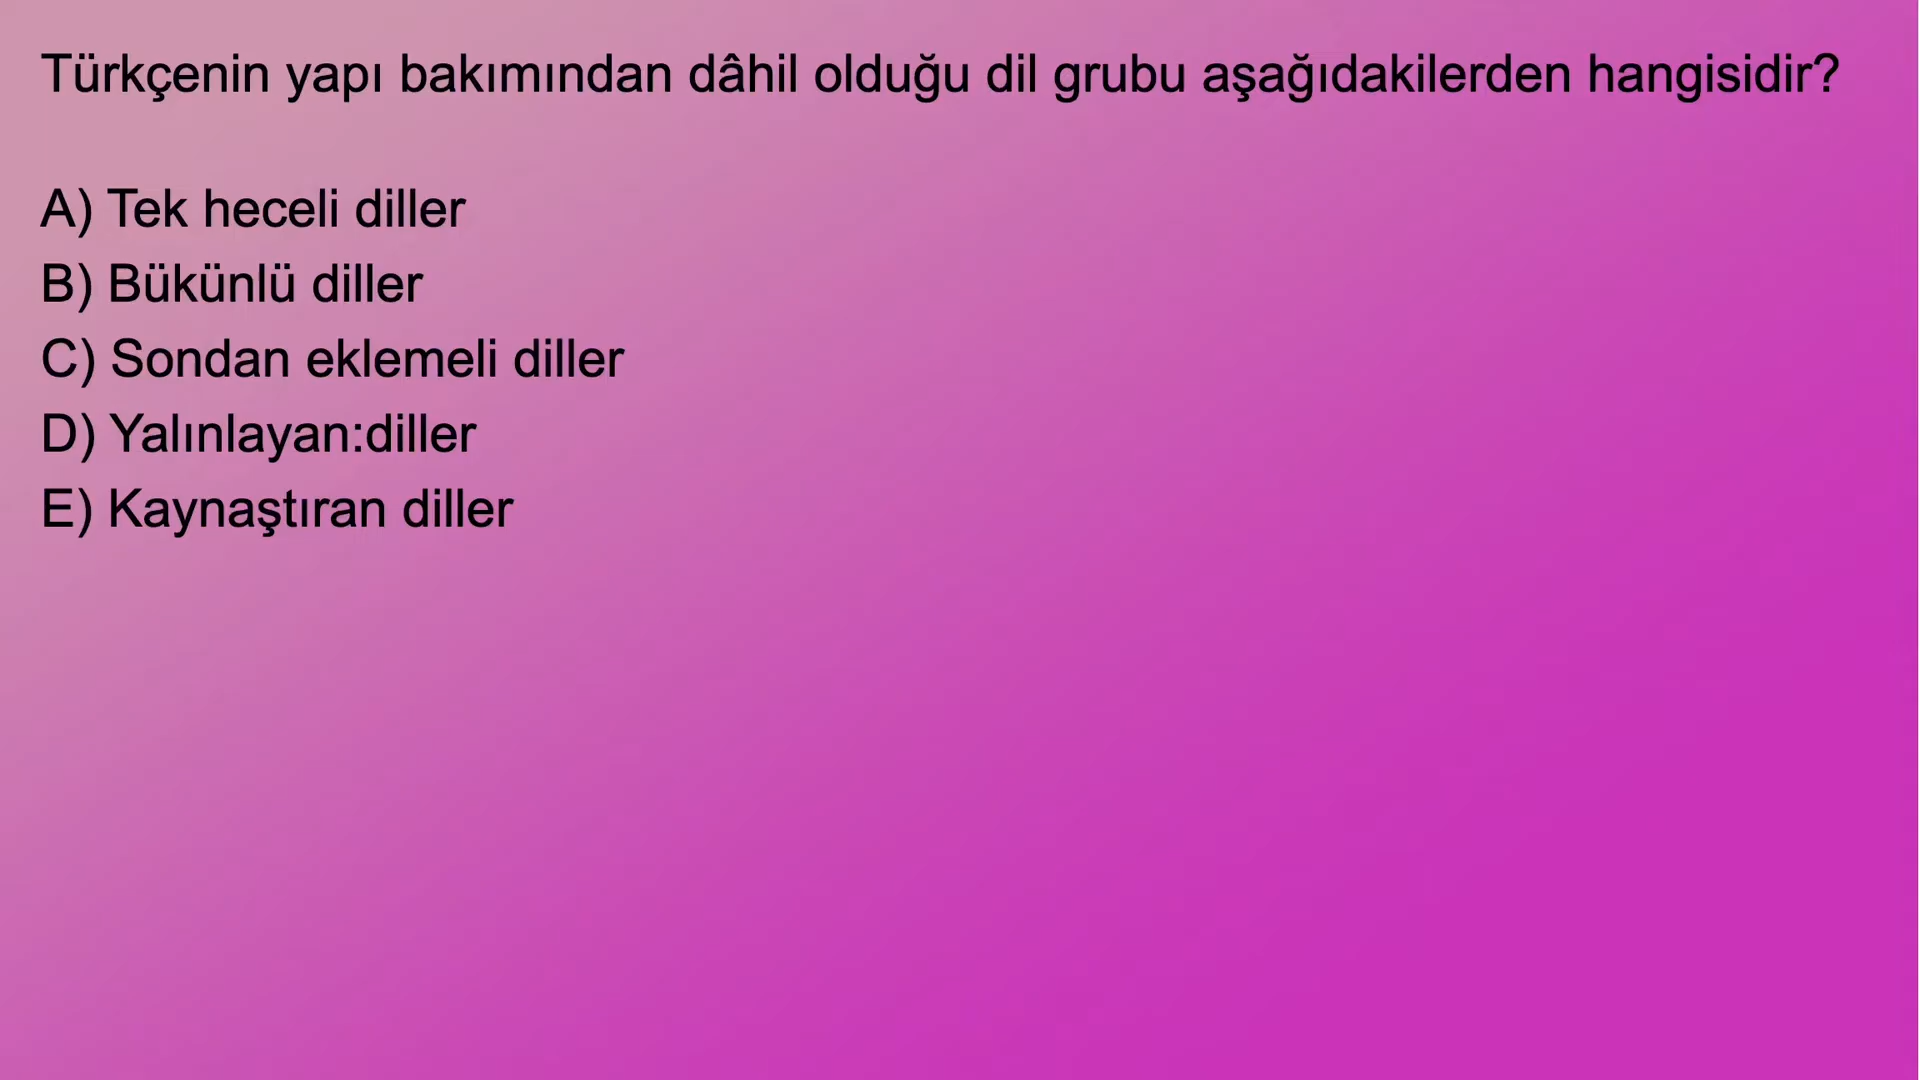 Türkçenin yapı bakımından dâhil olduğu dil grubu aşağıdakilerden hangisidir?
A) Tek heceli diller
B) Bükünlü diller
C) Sondan eklemeli diller
D) Yalınlayan:diller
E) Kaynaştıran diller